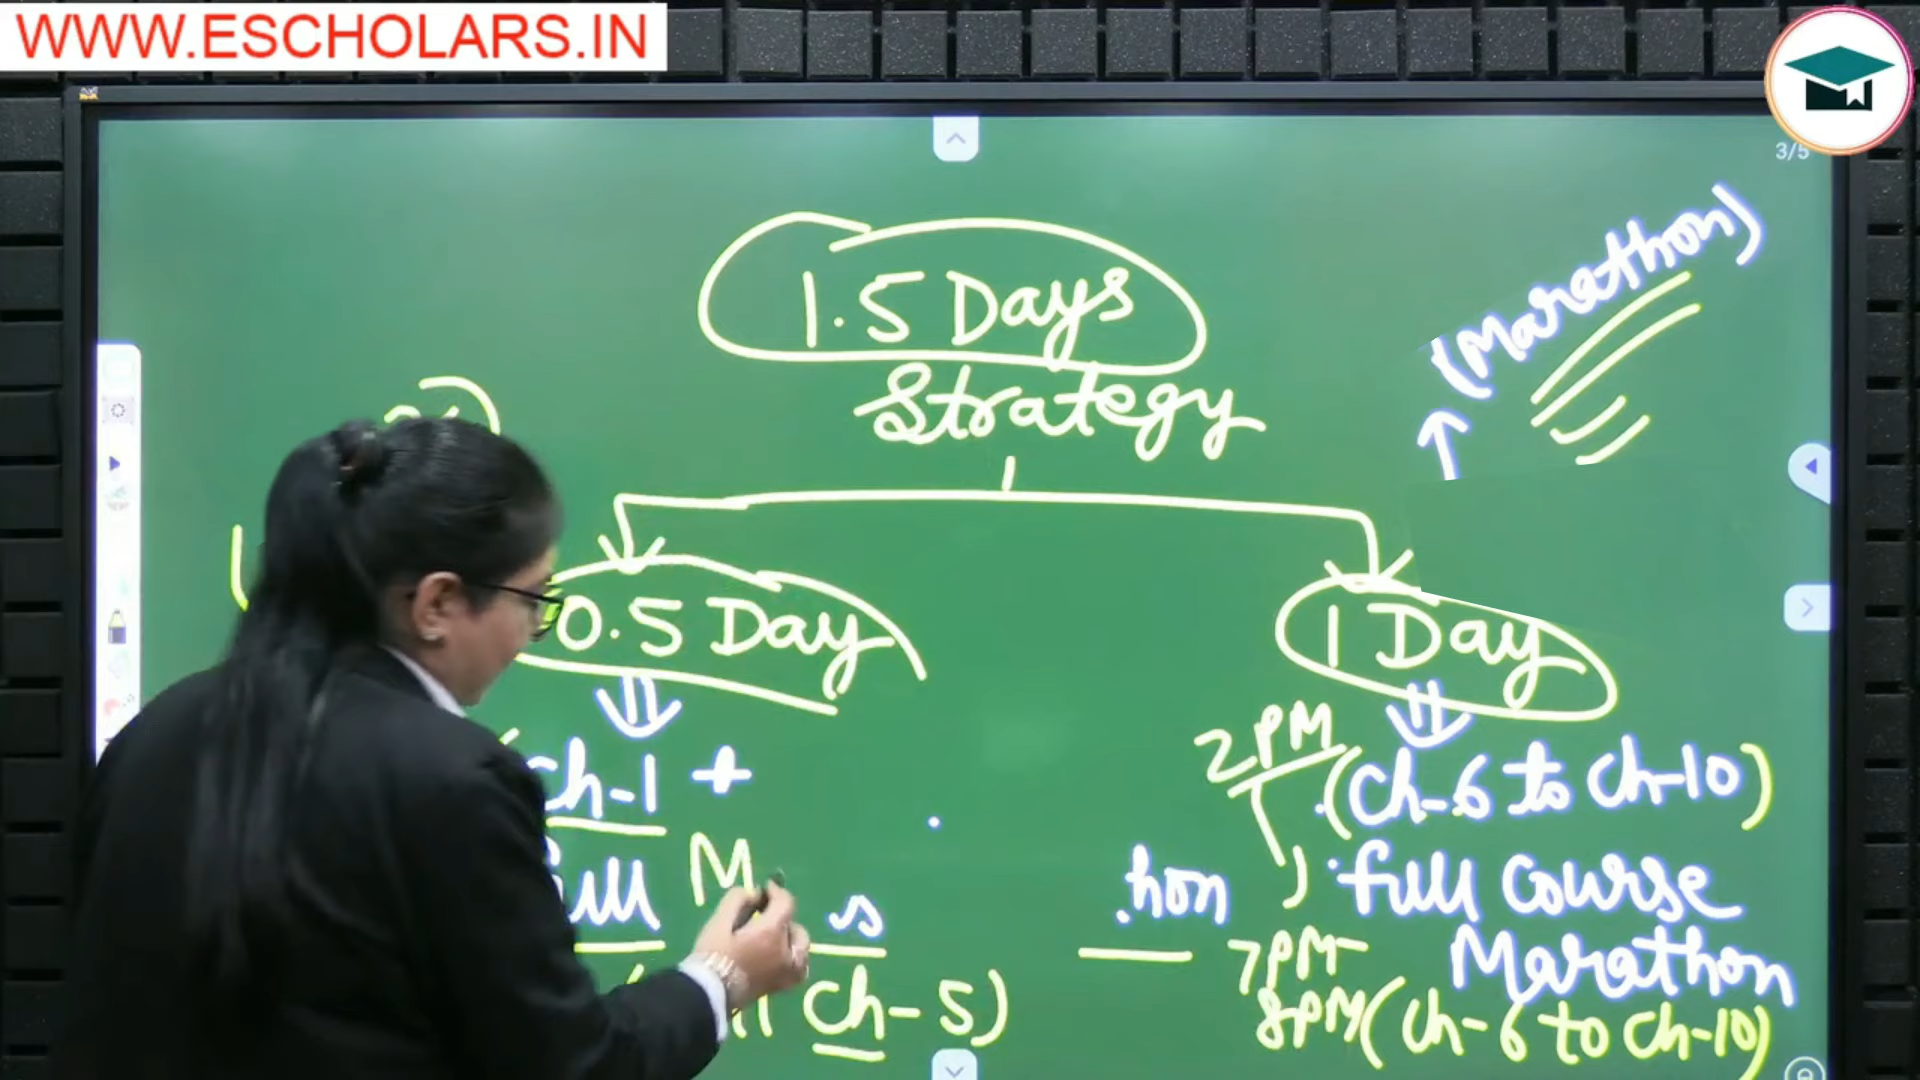 WWW.ESCHOLARS.IN
3/5
(Marathon)
1.5 Days
Strategy
0.5 Day
1 Day
2PM
ch-1 +
(Ch-6 to Ch-10)
M
full course
7PM-
Marathon
ch-5)
8PM (Ch-6 to Ch-10)